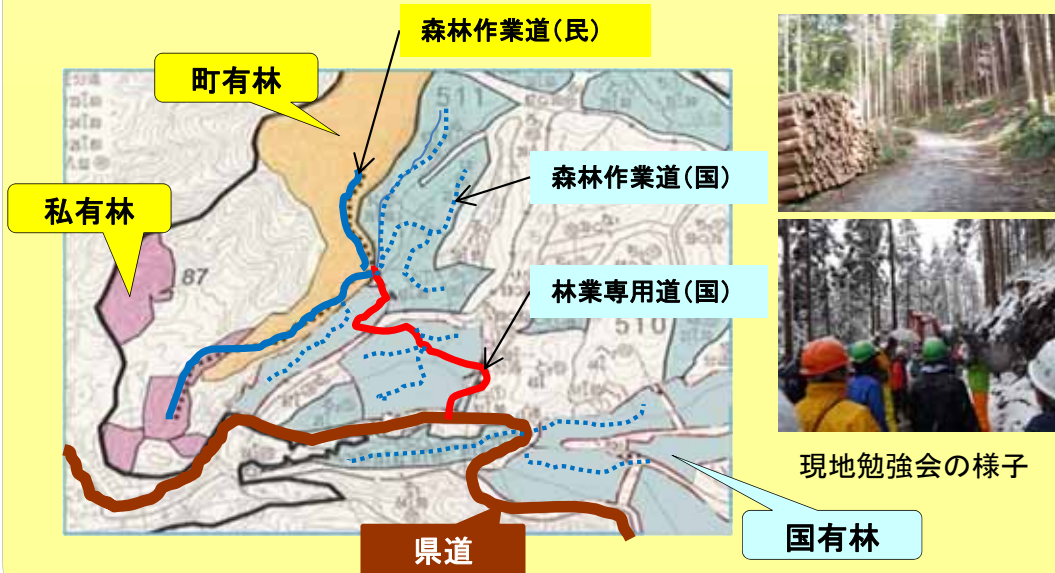 森林作業道(民)
町有林
511
森林作業道(国)
私有林
87
林業専用道(国)
510
現地勉強会の様子
国有林
県道